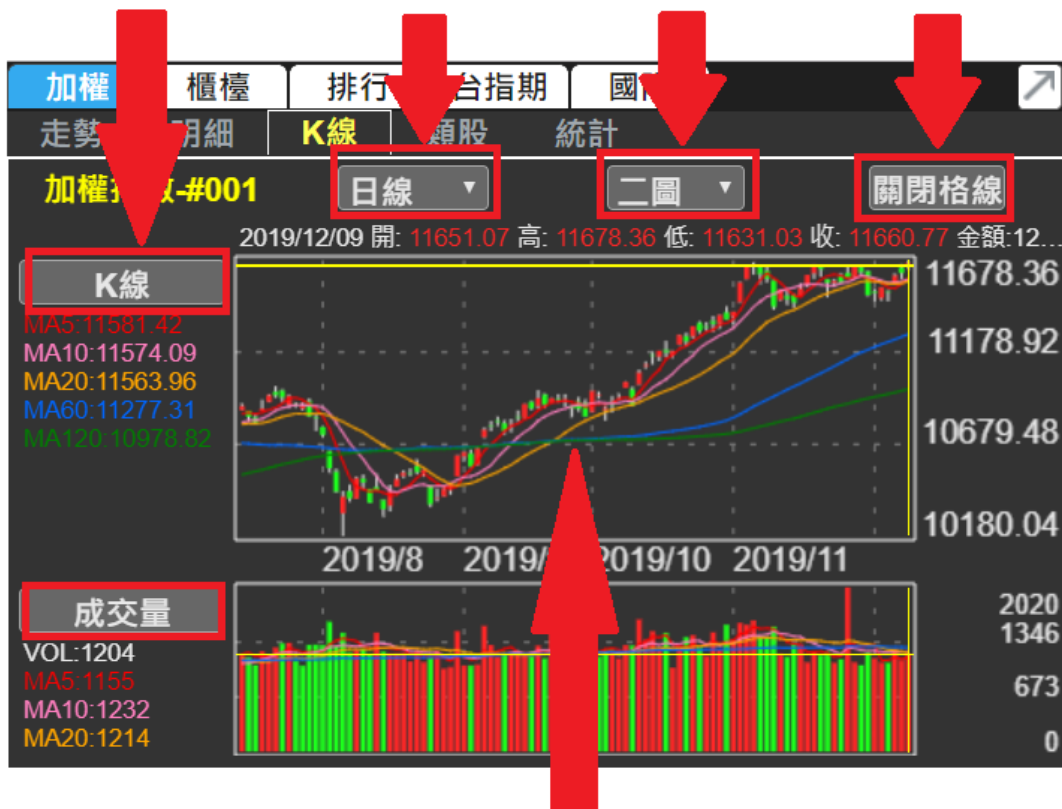 加權 櫃檯 排行 台指期 國
走勢 明細 K線 類股 統計
加權指數-#001 日線 ▼ 二圖 ▼ 關閉格線
2019/12/09 開: 11651.07 高: 11678.36 低: 11631.03 收: 11660.77 金額:12...
K線
MA5:11581.42
MA10:11574.09
MA20:11563.96
MA60:11277.31
MA120:10978.82
11678.36
11178.92
10679.48
10180.04
2019/8 2019/ 2019/10 2019/11
成交量
VOL:1204
MA5:1155
MA10:1232
MA20:1214
2020
1346
673
0